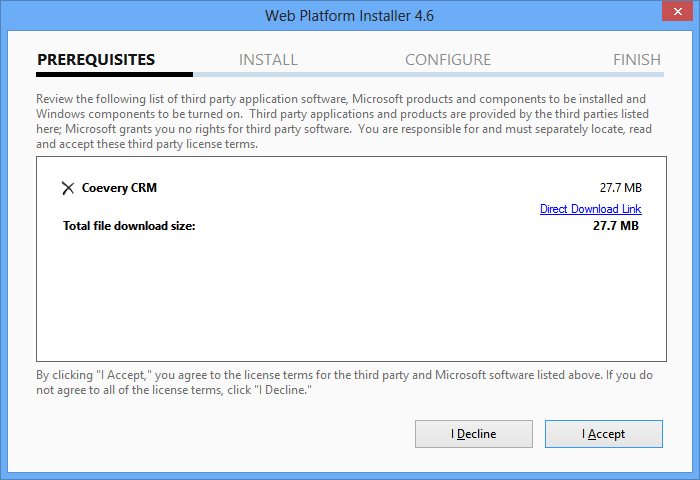 Web Platform Installer 4.6
PREREQUISITES INSTALL CONFIGURE FINISH
Review the following list of third party application software, Microsoft products and components to be installed and
Windows components to be turned on. Third party applications and products are provided by the third parties listed
here; Microsoft grants you no rights for third party software. You are responsible for and must separately locate, read
and accept these third party license terms.
Coevery CRM 27.7 MB
Direct Download Link
Total file download size: 27.7 MB
By clicking "I Accept," you agree to the license terms for the third party and Microsoft software listed above. If you do
not agree to all of the license terms, click "I Decline."
I Decline I Accept